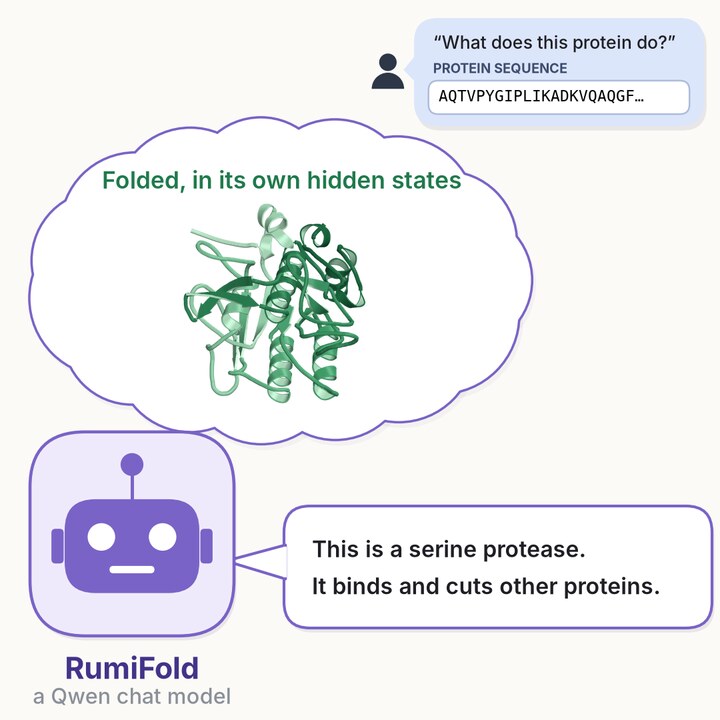 “What does this protein do?”
PROTEIN SEQUENCE
AQTVPYGIPLIKADKVQAQGF…
Folded, in its own hidden states
This is a serine protease.
It binds and cuts other proteins.
RumiFold
a Qwen chat model